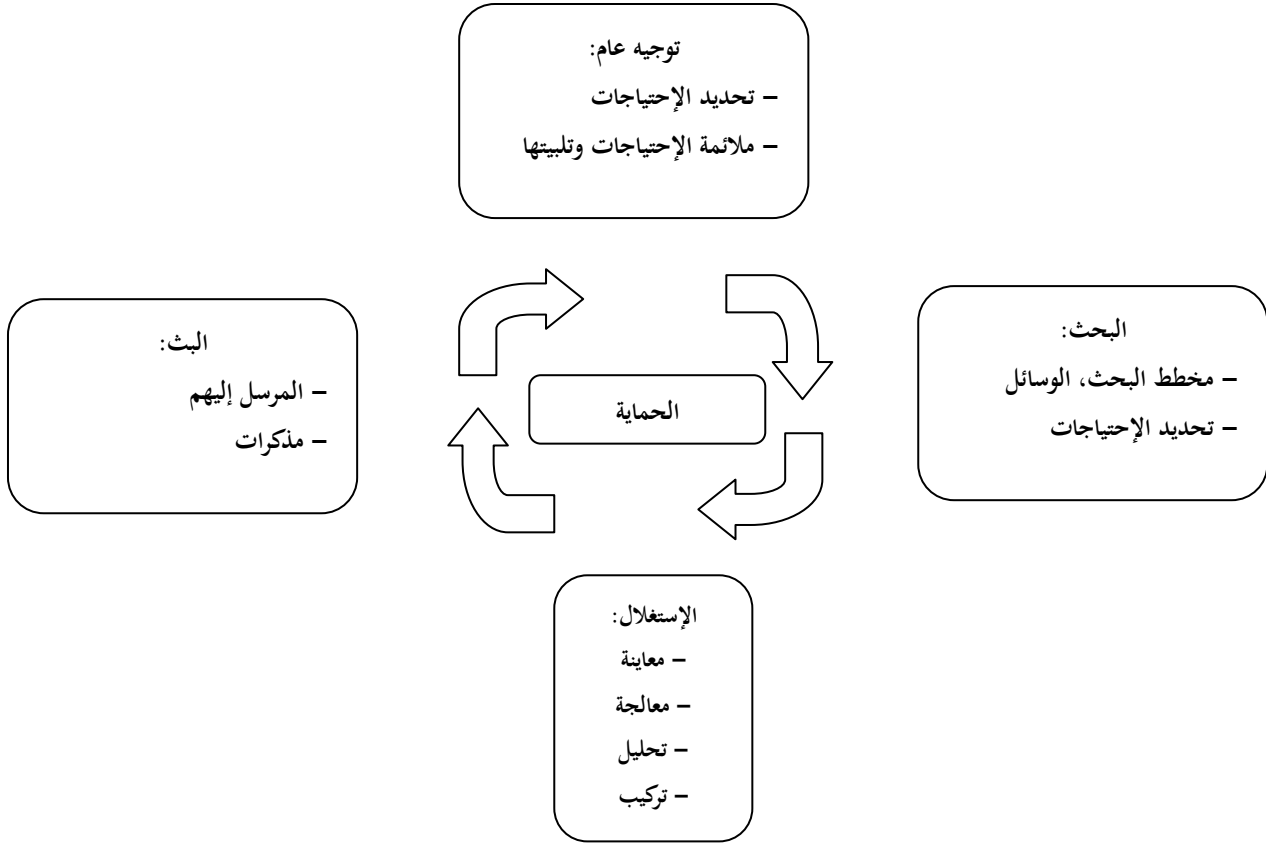 توجيه عام:
– تحديد الإحتياجات
– ملائمة الإحتياجات وتلبيتها
البحث:
– مخطط البحث، الوسائل
– تحديد الإحتياجات
البث:
– المرسل إليهم
– مذكرات
الحماية
الإستغلال:
– معاينة
– معالجة
– تحليل
– تركيب